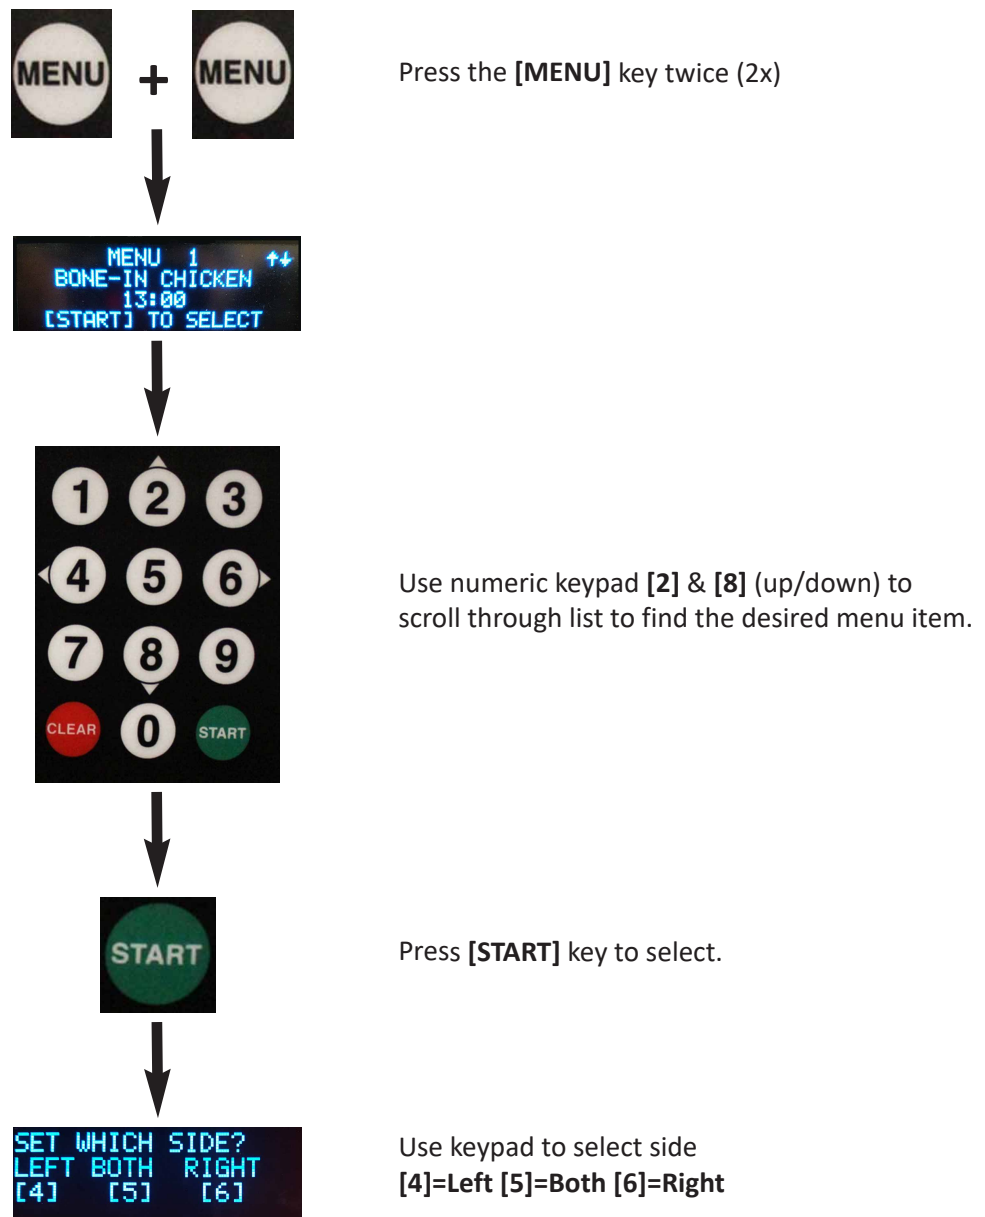 MENU + MENU
Press the [MENU] key twice (2x)
MENU 1 ↑↓
BONE-IN CHICKEN
13:00
[START] TO SELECT
1 2 3
4 5 6
7 8 9
CLEAR 0 START
Use numeric keypad [2] & [8] (up/down) to
scroll through list to find the desired menu item.
START
Press [START] key to select.
SET WHICH SIDE?
LEFT BOTH RIGHT
[4] [5] [6]
Use keypad to select side
[4]=Left [5]=Both [6]=Right